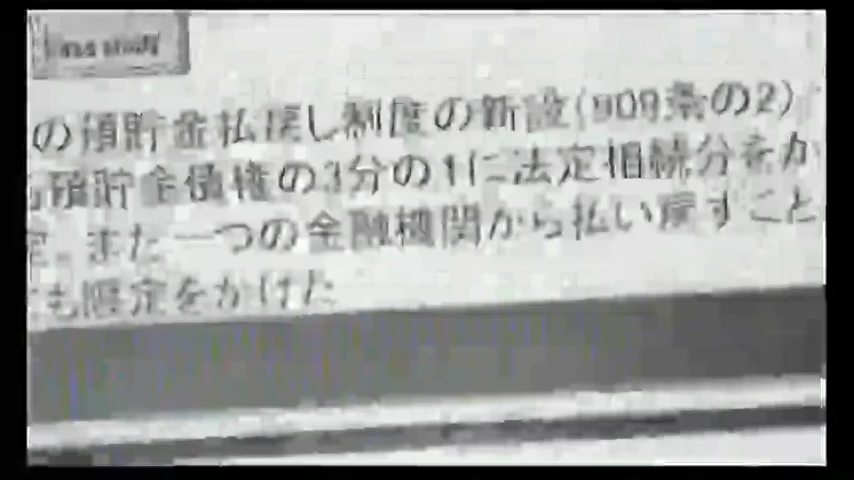 case study
の預貯金払戻し制度の新設(909条の2)
預貯金債権の3分の1に法定相続分をか
定。また一つの金融機関から払い戻すこと
も限定をかけた